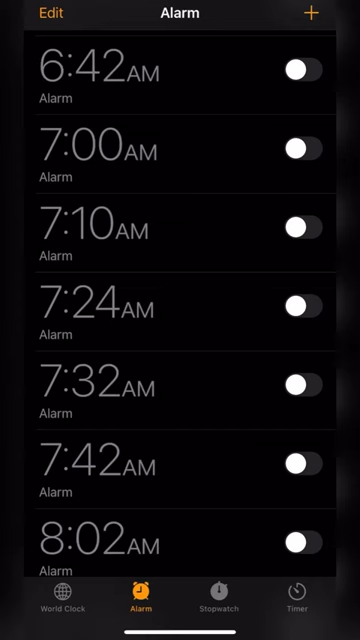 Edit Alarm +
6:42AM
Alarm
7:00AM
Alarm
7:10AM
Alarm
7:24AM
Alarm
7:32AM
Alarm
7:42AM
Alarm
8:02AM
Alarm
World Clock Alarm Stopwatch Timer